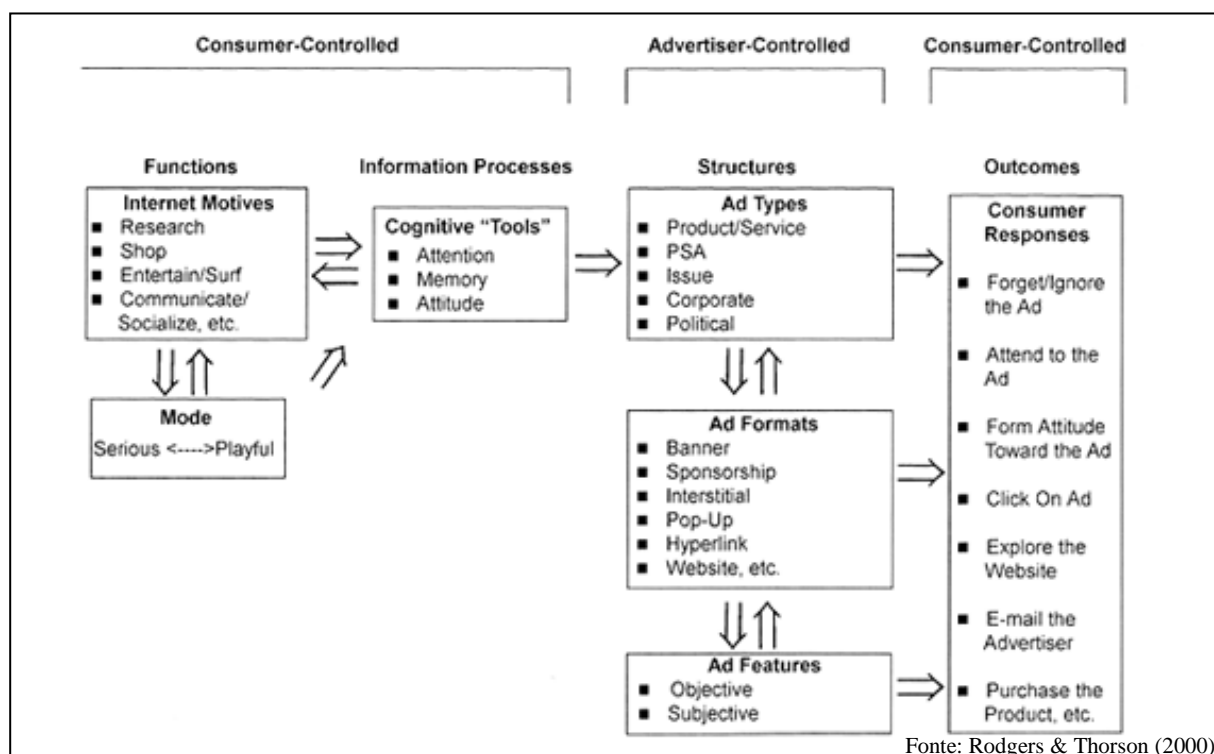 Consumer-Controlled
Advertiser-Controlled
Consumer-Controlled
Functions
Internet Motives
■ Research
■ Shop
■ Entertain/Surf
■ Communicate/
Socialize, etc.
Mode
Serious <---->Playful
Information Processes
Cognitive “Tools”
■ Attention
■ Memory
■ Attitude
Structures
Ad Types
■ Product/Service
■ PSA
■ Issue
■ Corporate
■ Political
Ad Formats
■ Banner
■ Sponsorship
■ Interstitial
■ Pop-Up
■ Hyperlink
■ Website, etc.
Ad Features
■ Objective
■ Subjective
Outcomes
Consumer
Responses
■ Forget/Ignore
the Ad
■ Attend to the
Ad
■ Form Attitude
Toward the Ad
■ Click On Ad
■ Explore the
Website
■ E-mail the
Advertiser
■ Purchase the
Product, etc.
Fonte: Rodgers & Thorson (2000)